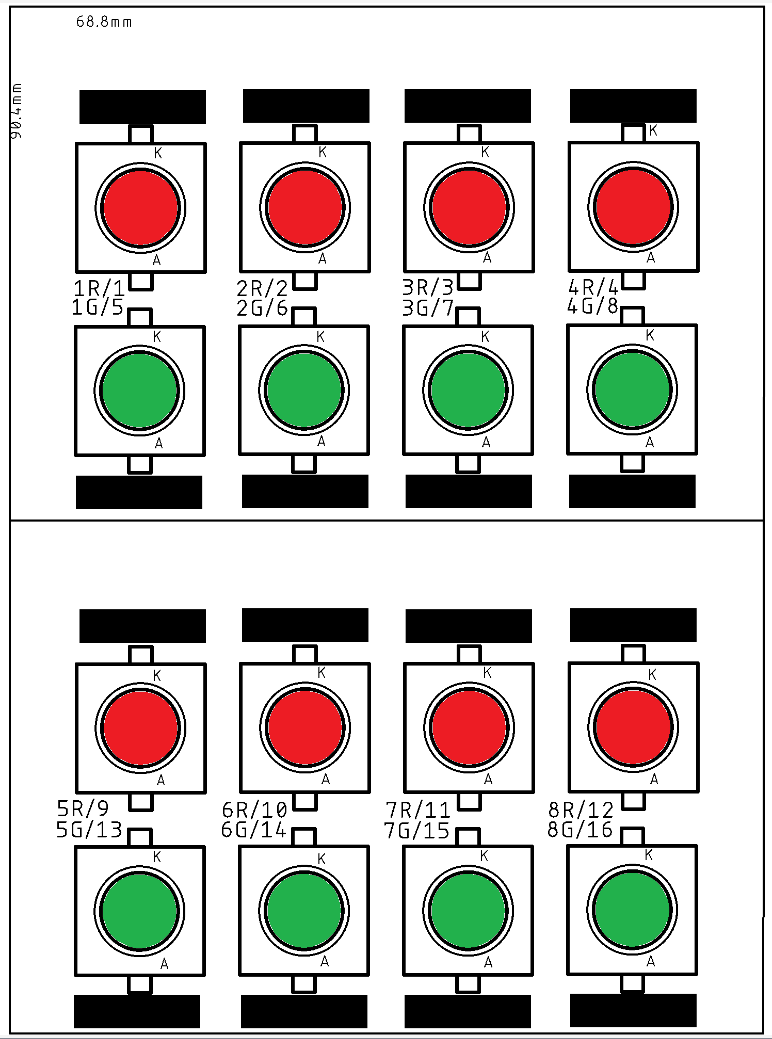 68.8mm
90.4mm
K K K K
A A A A
1R/1 2R/2 3R/3 4R/4
1G/5 2G/6 3G/7 4G/8
K K K K
A A A A
K K K K
A A A A
5R/9 6R/10 7R/11 8R/12
5G/13 6G/14 7G/15 8G/16
K K K K
A A A A